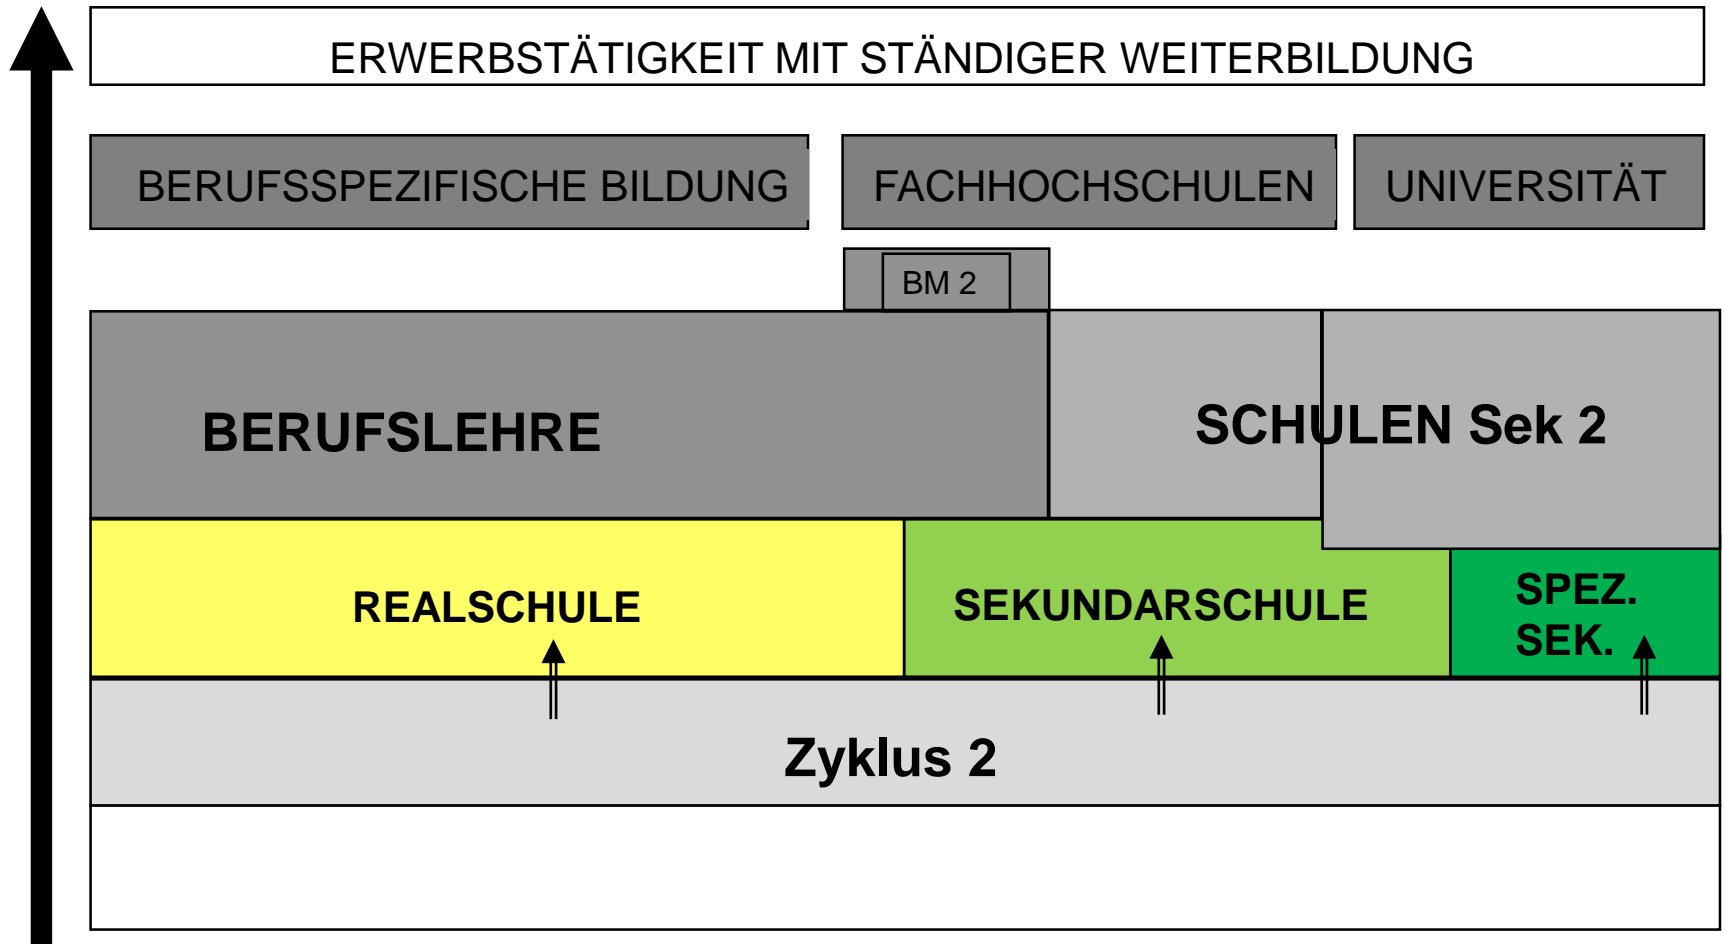 ERWERBSTÄTIGKEIT MIT STÄNDIGER WEITERBILDUNG
BERUFSSPEZIFISCHE BILDUNG
FACHHOCHSCHULEN
UNIVERSITÄT
BM 2
BERUFSLEHRE
SCHULEN Sek 2
REALSCHULE
SEKUNDARSCHULE
SPEZ.
SEK.
Zyklus 2